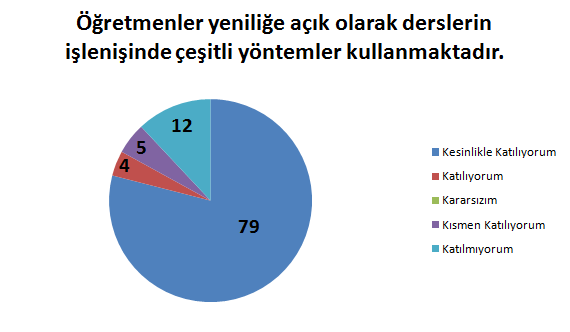 Öğretmenler yeniliğe açık olarak derslerin
işlenişinde çeşitli yöntemler kullanmaktadır.
12
5
4
79
Kesinlikle Katılıyorum
Katılıyorum
Kararsızım
Kısmen Katılıyorum
Katılmıyorum